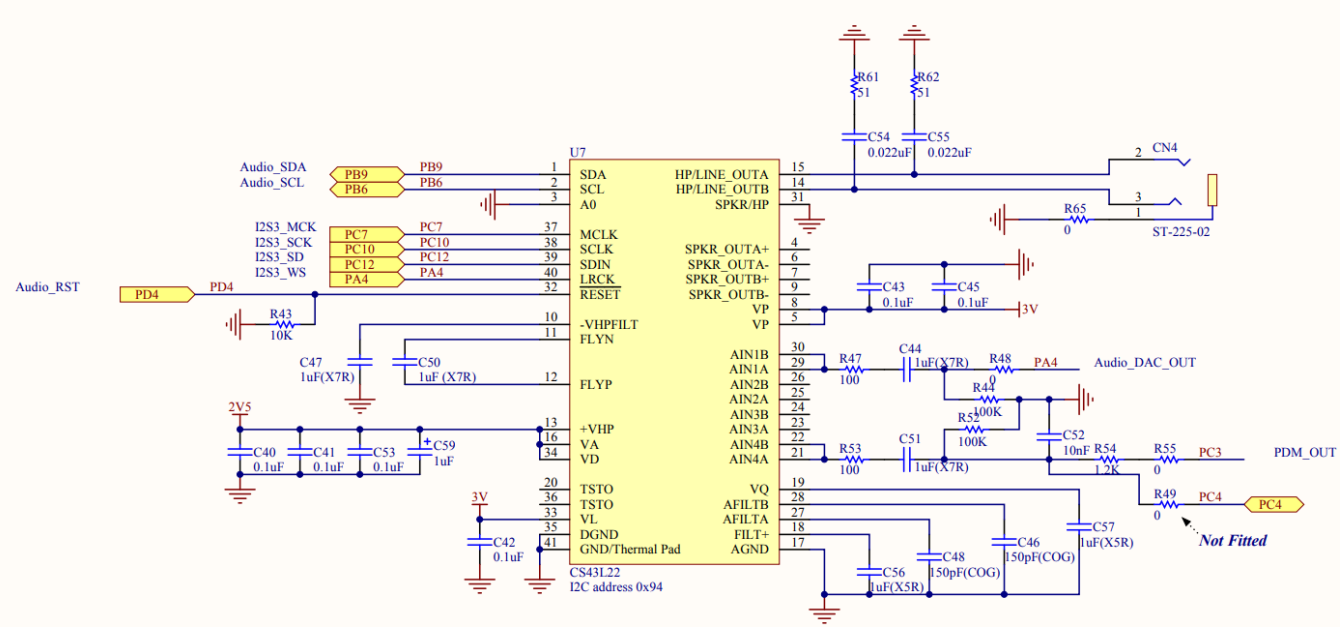 R61
51
R62
51
C54
0.022uF
C55
0.022uF
CN4
2
3
1
ST-225-02
R65
0
U7
CS43L22
I2C address 0x94
Audio_SDA PB9 PB9 1 SDA
Audio_SCL PB6 PB6 2 SCL
3 A0
I2S3_MCK PC7 PC7 37 MCLK
I2S3_SCK PC10 PC10 38 SCLK
I2S3_SD PC12 PC12 39 SDIN
I2S3_WS PA4 PA4 40 LRCK
Audio_RST PD4 PD4 32 RESET
R43
10K
10 -VHPFILT
11 FLYN
12 FLYP
C47
1uF(X7R)
C50
1uF (X7R)
2V5
13 +VHP
16 VA
34 VD
C40
0.1uF
C41
0.1uF
C53
0.1uF
+
C59
1uF
20 TSTO
36 TSTO
33 VL
35 DGND
41 GND/Thermal Pad
3V
C42
0.1uF
HP/LINE_OUTA 15
HP/LINE_OUTB 14
SPKR/HP 31
SPKR_OUTA+ 4
SPKR_OUTA- 6
SPKR_OUTB+ 7
SPKR_OUTB- 9
VP 8
VP 5
C43
0.1uF
C45
0.1uF
3V
AIN1B 30
AIN1A 29
AIN2B 26
AIN2A 25
AIN3B 24
AIN3A 23
AIN4B 22
AIN4A 21
R47
100
C44
1uF(X7R)
R48
0
PA4 Audio_DAC_OUT
R44
100K
R52
100K
C52
10nF
R53
100
C51
1uF(X7R)
R54
1.2K
R55
0
PC3 PDM_OUT
R49
0
PC4 PC4
Not Fitted
VQ 19
AFILTB 28
AFILTA 27
FILT+ 18
AGND 17
C57
1uF(X5R)
C46
150pF(COG)
C48
150pF(COG)
C56
1uF(X5R)